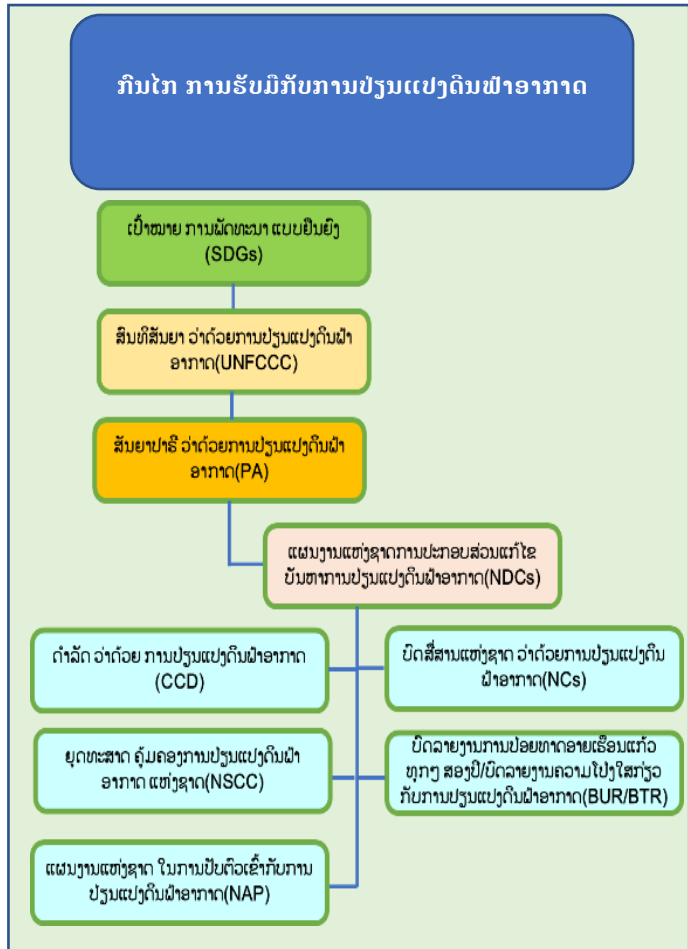 ກົນໄກ ການຮັບມືກັບການປ່ຽນແປງດິນຟ້າອາກາດ
ເປົ້າໝາຍ ການພັດທະນາ ແບບຍືນຍົງ
(SDGs)
ສົນທິສັນຍາ ວ່າດ້ວຍການປ່ຽນແປງດິນຟ້າ
ອາກາດ(UNFCCC)
ສັນຍາປາຣີ ວ່າດ້ວຍການປ່ຽນແປງດິນຟ້າ
ອາກາດ(PA)
ແຜນງານແຫ່ງຊາດການປະກອບສ່ວນແກ້ໄຂ
ບັນຫາການປ່ຽນແປງດິນຟ້າອາກາດ(NDCs)
ດໍາລັດ ວ່າດ້ວຍ ການປ່ຽນແປງດິນຟ້າອາກາດ
(CCD)
ບົດສື່ສານແຫ່ງຊາດ ວ່າດ້ວຍການປ່ຽນແປງດິນ
ຟ້າອາກາດ(NCs)
ຍຸດທະສາດ ຄຸ້ມຄອງການປ່ຽນແປງດິນຟ້າ
ອາກາດ ແຫ່ງຊາດ(NSCC)
ບົດລາຍງານການປ່ອຍທາດອາຍເຮືອນແກ້ວ
ທຸກໆ ສອງປີ/ບົດລາຍງານຄວາມໂປ່ງໃສກ່ຽວ
ກັບການປ່ຽນແປງດິນຟ້າອາກາດ(BUR/BTR)
ແຜນງານແຫ່ງຊາດ ໃນການປັບຕົວເຂົ້າກັບການ
ປ່ຽນແປງດິນຟ້າອາກາດ(NAP)